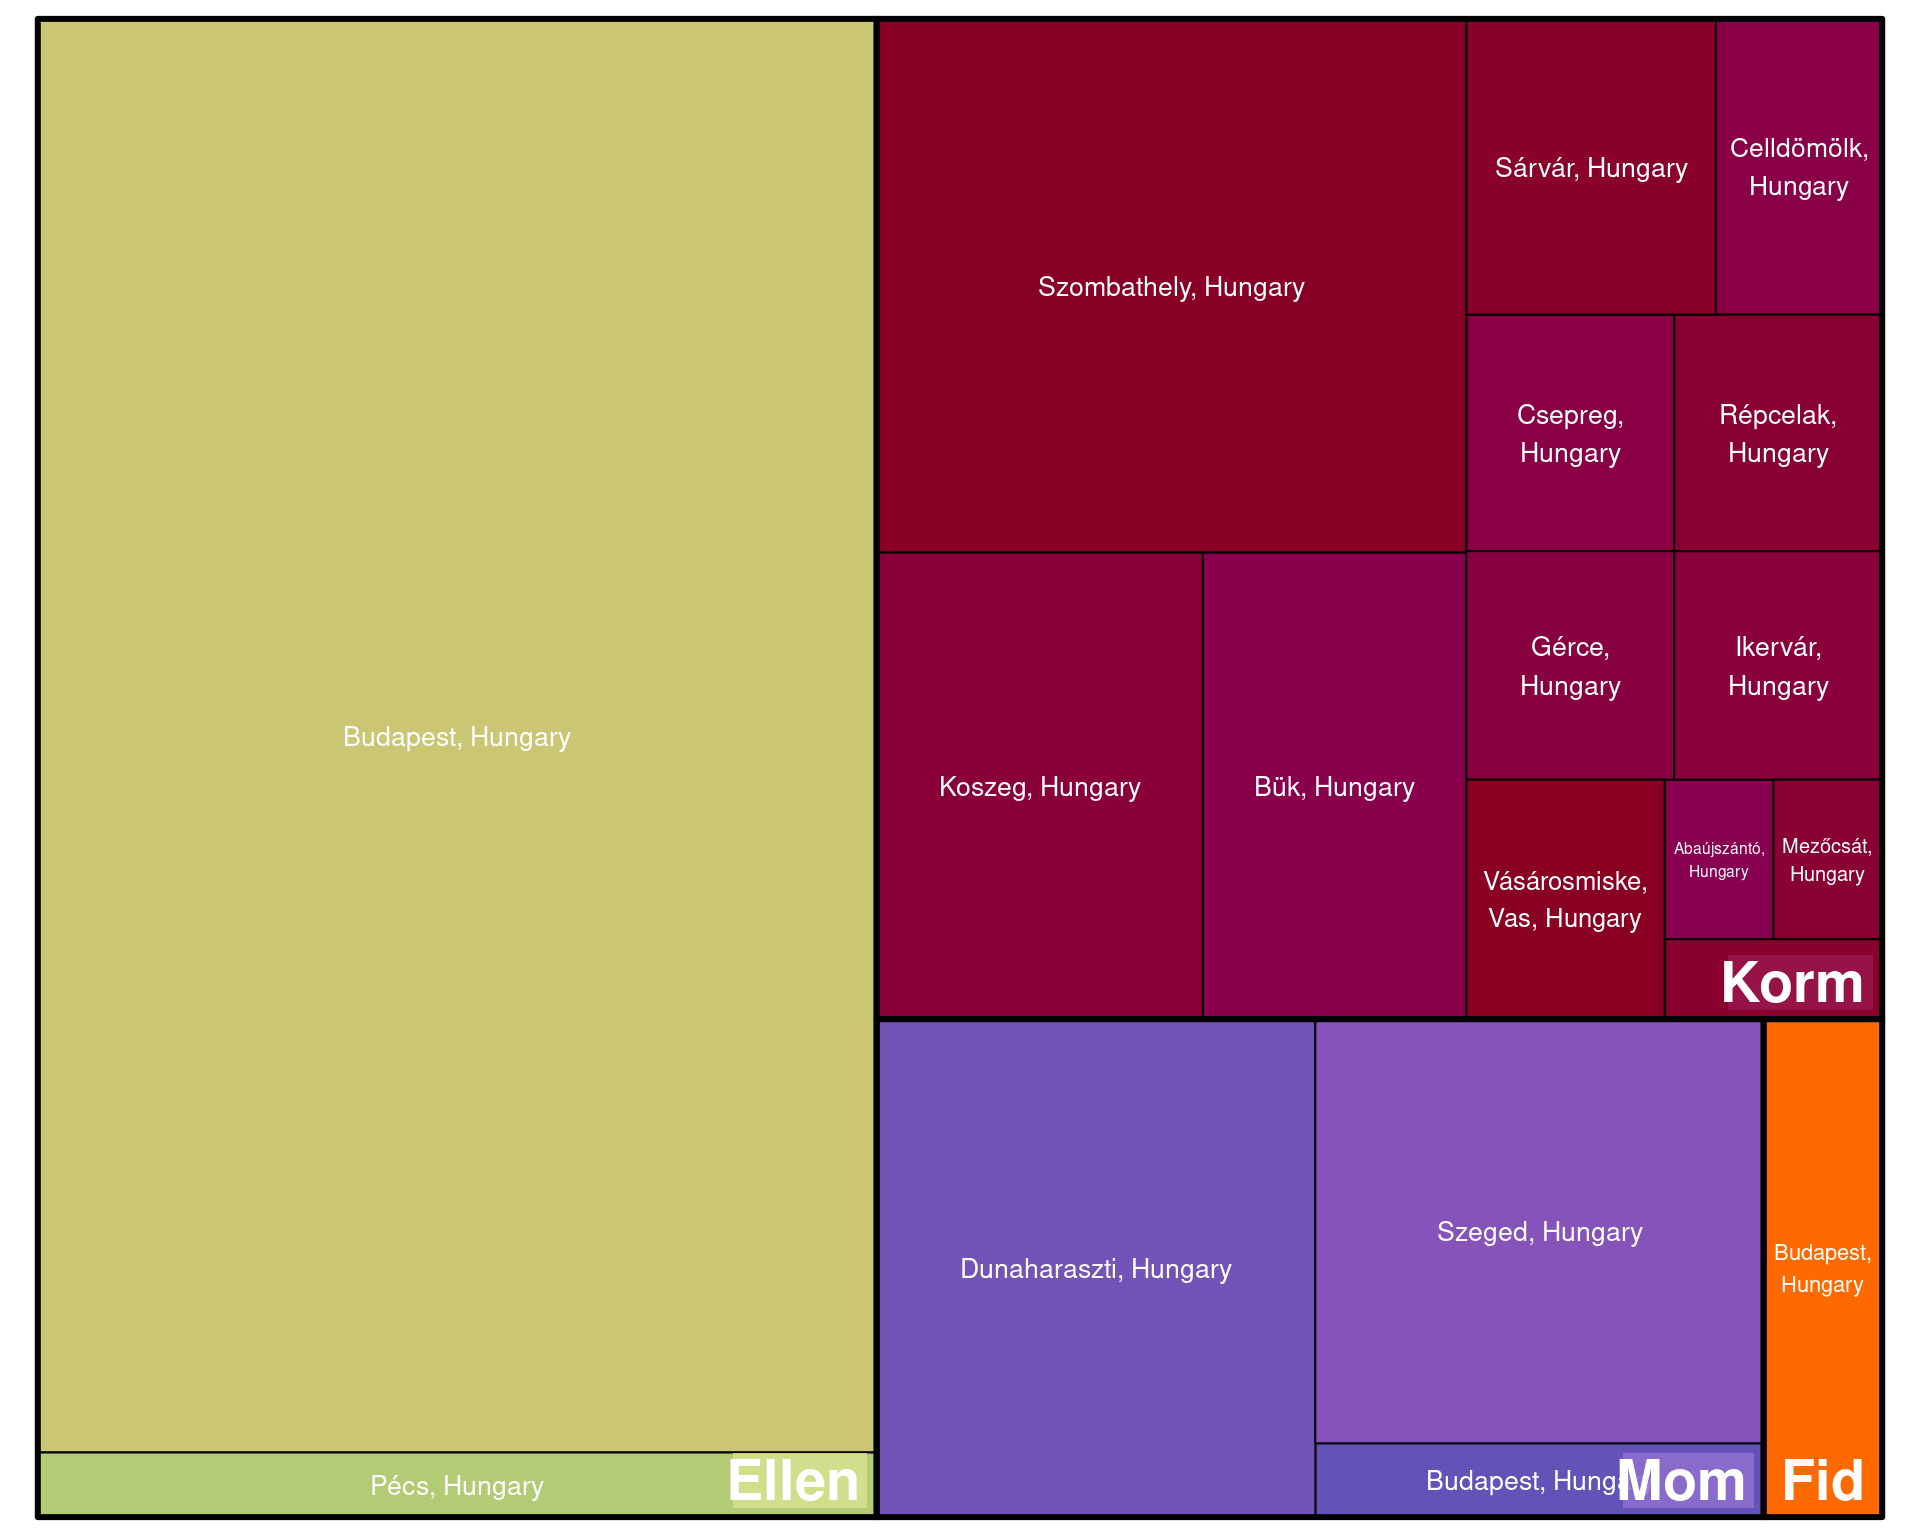 Budapest, Hungary
Pécs, Hungary
Ellen
Szombathely, Hungary
Sárvár, Hungary
Celldömölk,
Hungary
Csepreg,
Hungary
Répcelak,
Hungary
Koszeg, Hungary
Bük, Hungary
Gérce,
Hungary
Ikervár,
Hungary
Vásárosmiske,
Vas, Hungary
Abaújszántó,
Hungary
Mezőcsát,
Hungary
Korm
Dunaharaszti, Hungary
Szeged, Hungary
Budapest,
Mom
Budapest,
Hungary
Fid